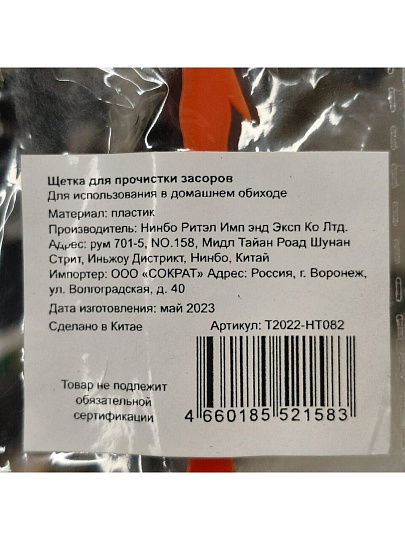 Щетка для прочистки засоров
Для использования в домашнем обиходе
Материал: пластик
Производитель: Нинбо Ритэл Имп энд Эксп Ко Лтд.
Адрес: рум 701-5, NO.158, Мидл Тайан Роад Шунан
Стрит, Иньжоу Дистрикт, Нинбо, Китай
Импортер: ООО «СОКРАТ» Адрес: Россия, г. Воронеж,
ул. Волгоградская, д. 40
Дата изготовления: май 2023
Сделано в Китае Артикул: T2022-HT082
Товар не подлежит
обязательной
сертификации
4 660185 521583